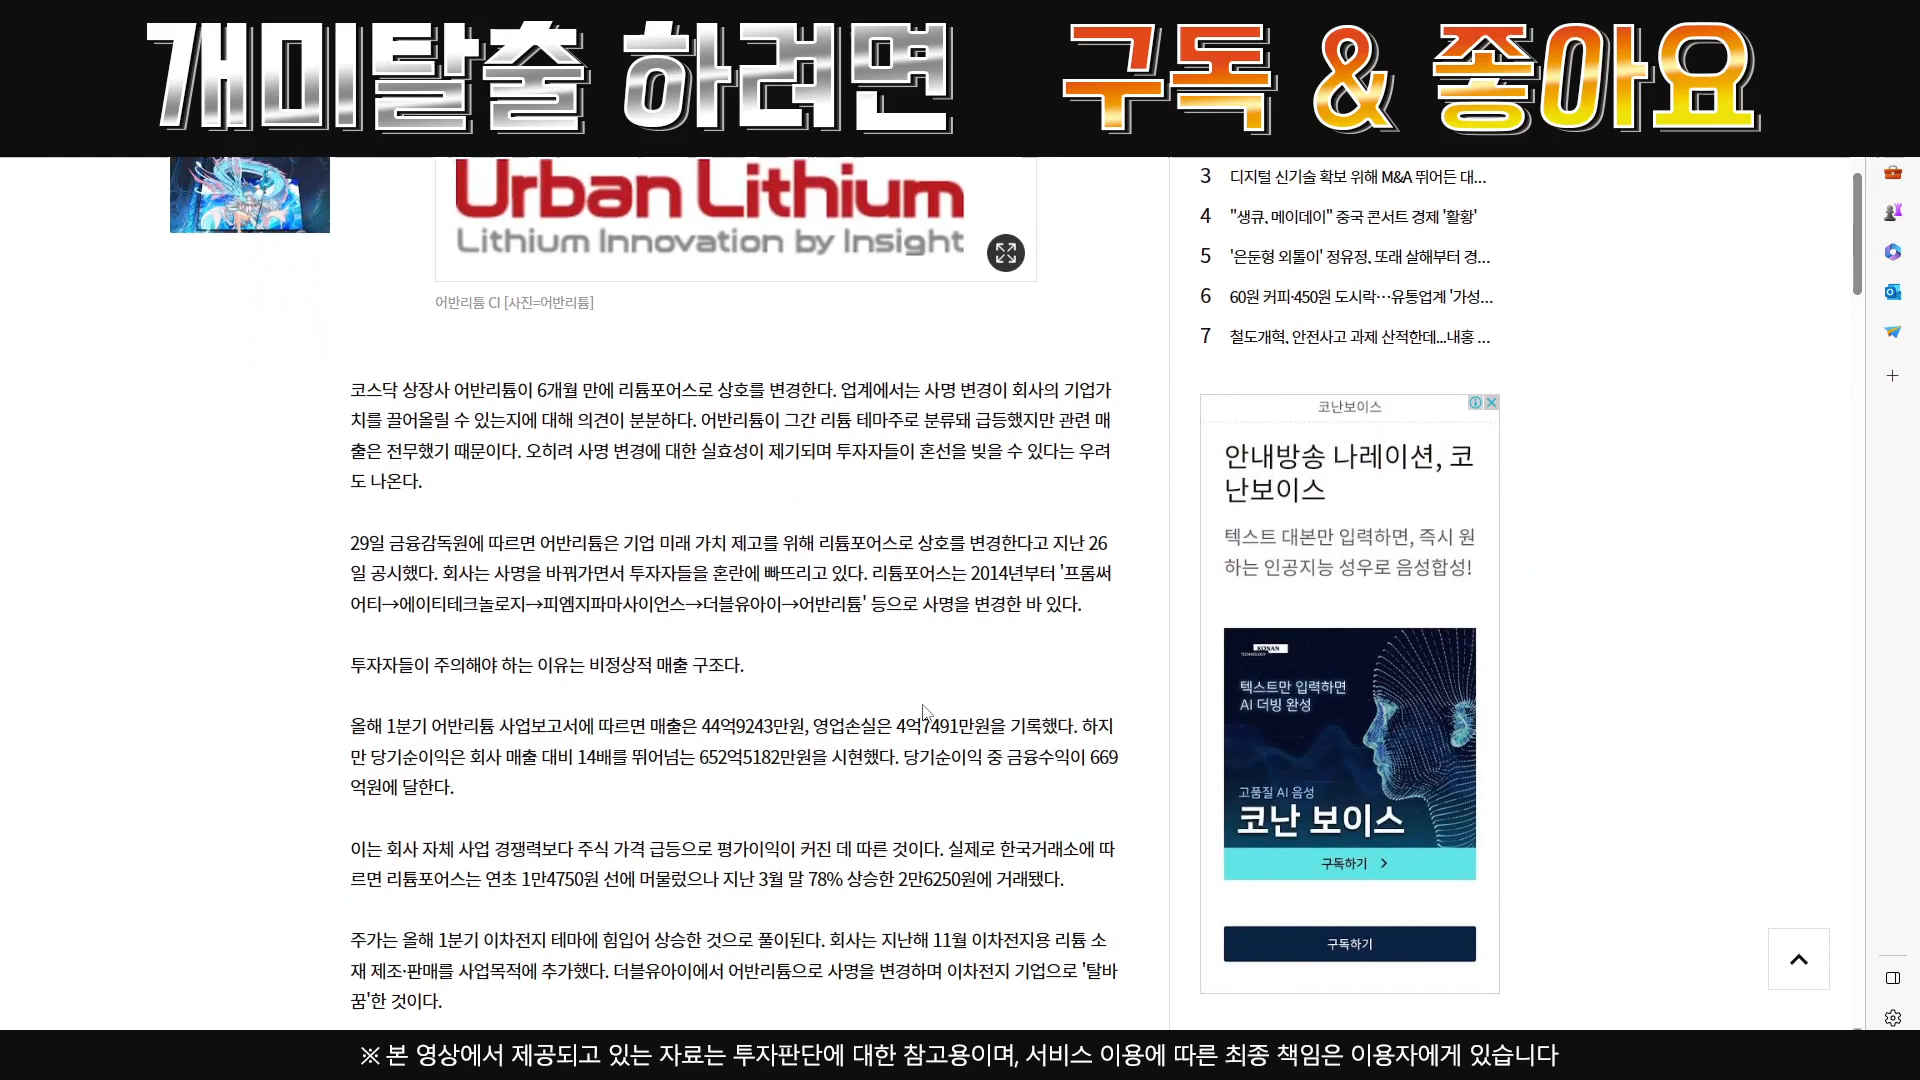 개미탈출 하려면 구독 & 좋아요
Urban Lithium
Lithium Innovation by Insight
어반리튬 CI [사진=어반리튬]
코스닥 상장사 어반리튬이 6개월 만에 리튬포어스로 상호를 변경한다. 업계에서는 사명 변경이 회사의 기업가
치를 끌어올릴 수 있는지에 대해 의견이 분분하다. 어반리튬이 그간 리튬 테마주로 분류돼 급등했지만 관련 매
출은 전무했기 때문이다. 오히려 사명 변경에 대한 실효성이 제기되며 투자자들이 혼선을 빚을 수 있다는 우려
도 나온다.
29일 금융감독원에 따르면 어반리튬은 기업 미래 가치 제고를 위해 리튬포어스로 상호를 변경한다고 지난 26
일 공시했다. 회사는 사명을 바꿔가면서 투자자들을 혼란에 빠뜨리고 있다. 리튬포어스는 2014년부터 '프롬써
어티→에이티테크놀로지→피엠지파마사이언스→더블유아이→어반리튬' 등으로 사명을 변경한 바 있다.
투자자들이 주의해야 하는 이유는 비정상적 매출 구조다.
올해 1분기 어반리튬 사업보고서에 따르면 매출은 44억9243만원, 영업손실은 4억7491만원을 기록했다. 하지
만 당기순이익은 회사 매출 대비 14배를 뛰어넘는 652억5182만원을 시현했다. 당기순이익 중 금융수익이 669
억원에 달한다.
이는 회사 자체 사업 경쟁력보다 주식 가격 급등으로 평가이익이 커진 데 따른 것이다. 실제로 한국거래소에 따
르면 리튬포어스는 연초 1만4750원 선에 머물렀으나 지난 3월 말 78% 상승한 2만6250원에 거래됐다.
주가는 올해 1분기 이차전지 테마에 힘입어 상승한 것으로 풀이된다. 회사는 지난해 11월 이차전지용 리튬 소
재 제조·판매를 사업목적에 추가했다. 더블유아이에서 어반리튬으로 사명을 변경하며 이차전지 기업으로 '탈바
꿈'한 것이다.
3 디지털 신기술 확보 위해 M&A 뛰어든 대...
4 "생큐, 메이데이" 중국 콘서트 경제 '활황'
5 '은둔형 외톨이' 정유정, 또래 살해부터 경...
6 60원 커피·450원 도시락…유통업계 '가성...
7 철도개혁, 안전사고 과제 산적한데...내홍 ...
코난보이스
안내방송 나레이션, 코
난보이스
텍스트 대본만 입력하면, 즉시 원
하는 인공지능 성우로 음성합성!
KONAN
TECHNOLOGY
텍스트만 입력하면
AI 더빙 완성
고품질 AI 음성
코난 보이스
구독하기
구독하기
※ 본 영상에서 제공되고 있는 자료는 투자판단에 대한 참고용이며, 서비스 이용에 따른 최종 책임은 이용자에게 있습니다